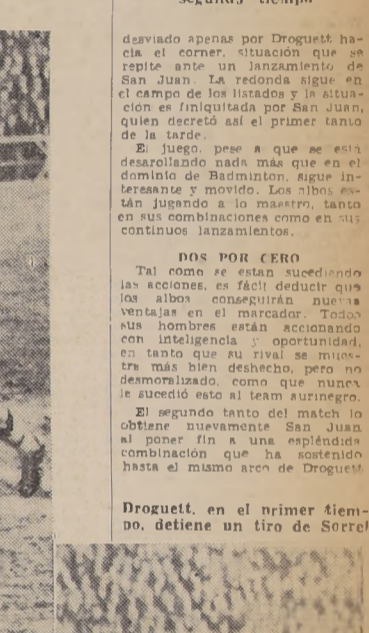 segundo tiempo
desviado apenas por Droguett ha-
cia el corner, situación que se
repite ante un lanzamiento de
San Juan. La redonda sigue en
el campo de los listados y la situa-
ción es finiquitada por San Juan,
quien decretó así el primer tanto
de la tarde.
El juego, pese a que se está
desarollando nada más que en el
dominio de Badminton, sigue in-
teresante y movido. Los albos es-
tán jugando a lo maestro, tanto
en sus combinaciones como en sus
continuos lanzamientos.
DOS POR CERO
Tal como se estan sucediendo
las acciones, es fácil deducir que
los albos conseguirán nuevas
ventajas en el marcador. Todos
sus hombres están accionando
con inteligencia y oportunidad,
en tanto que su rival se mues-
tra más bien deshecho, pero no
desmoralizado, como que nunca
le sucedió esto al team aurinegro.
El segundo tanto del match lo
obtiene nuevamente San Juan
al poner fin a una espléndida
combinación que ha sostenido
hasta el mismo arco de Droguett
Droguett, en el primer tiem-
po, detiene un tiro de Sorrel